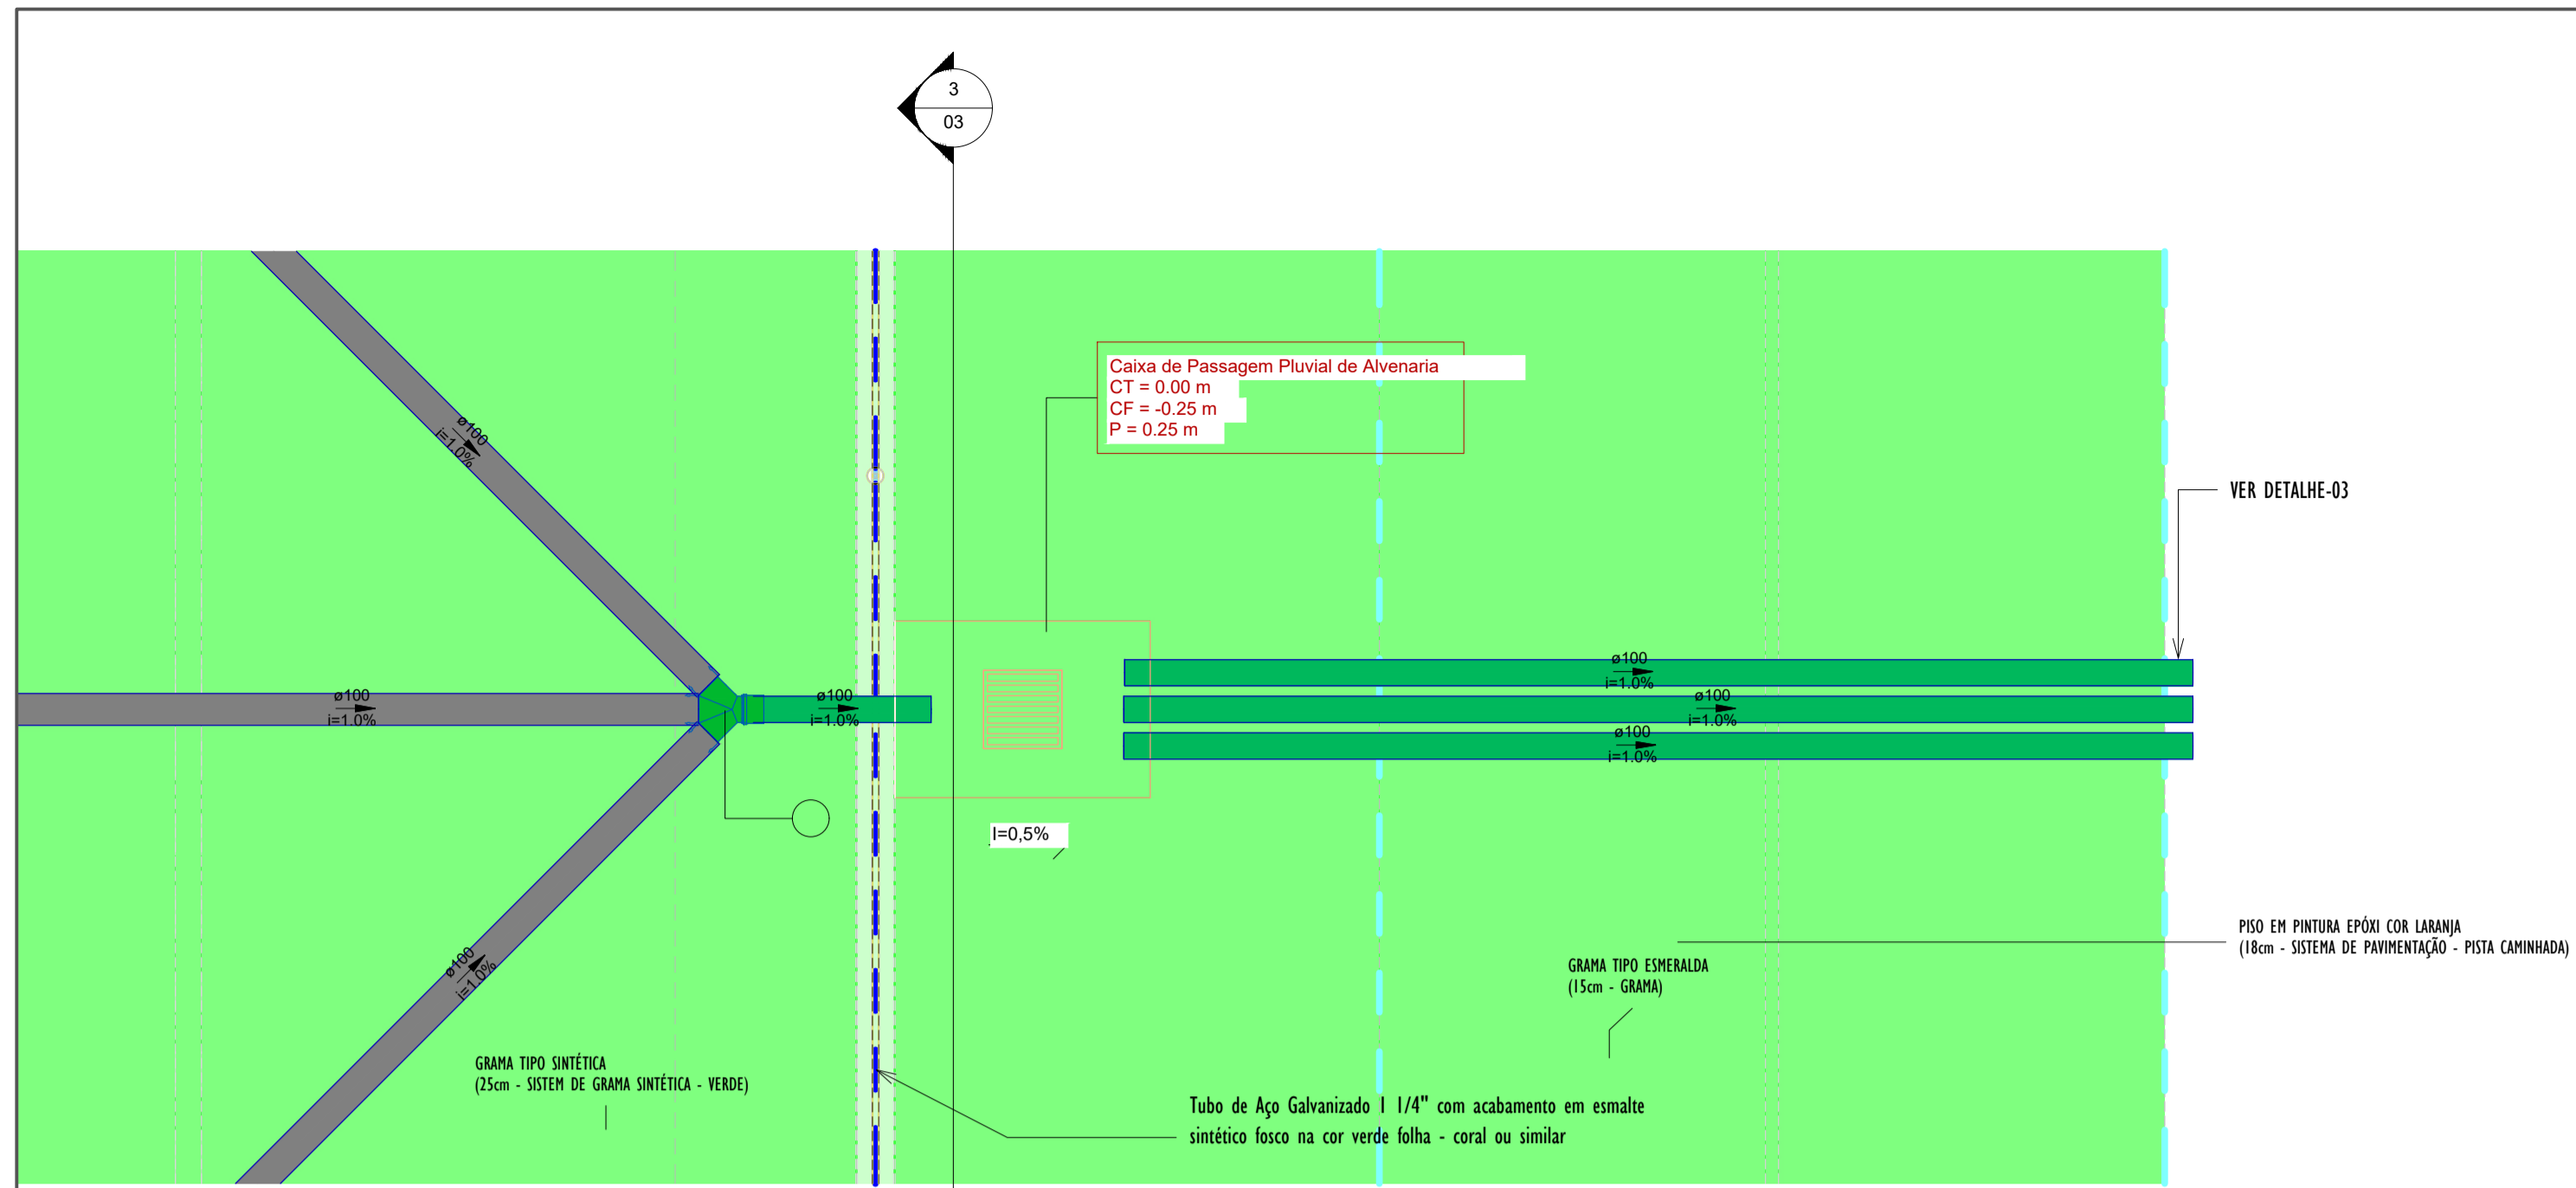 3
03
Caixa de Passagem Pluvial de Alvenaria
CT = 0.00 m
CF = -0.25 m
P = 0.25 m
ø100
i=1.0%
VER DETALHE-03
ø100
i=1.0%
ø100
i=1.0%
ø100
i=1.0%
ø100
i=1.0%
ø100
i=1.0%
I=0,5%
ø100
i=1.0%
PISO EM PINTURA EPÓXI COR LARANJA
(18cm - SISTEMA DE PAVIMENTAÇÃO - PISTA CAMINHADA)
GRAMA TIPO ESMERALDA
(15cm - GRAMA)
GRAMA TIPO SINTÉTICA
(25cm - SISTEM DE GRAMA SINTÉTICA - VERDE)
Tubo de Aço Galvanizado 1 1/4" com acabamento em esmalte
sintético fosco na cor verde folha - coral ou similar